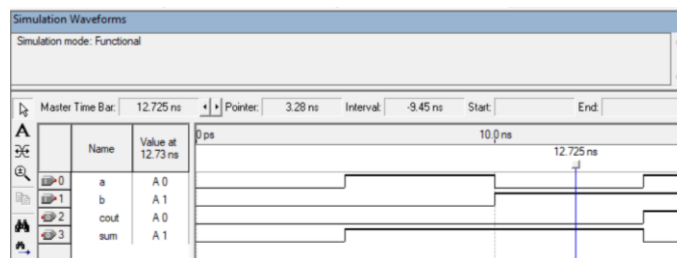 Simulation Waveforms
Simulation mode: Functional
Master Time Bar: 12.725 ns Pointer: 3.28 ns Interval: -9.45 ns Start: End:
A
Name Value at 12.73 ns 0 ps 10.0 ns
12.725 ns
0 a A 0
1 b A 1
2 cout A 0
3 sum A 1